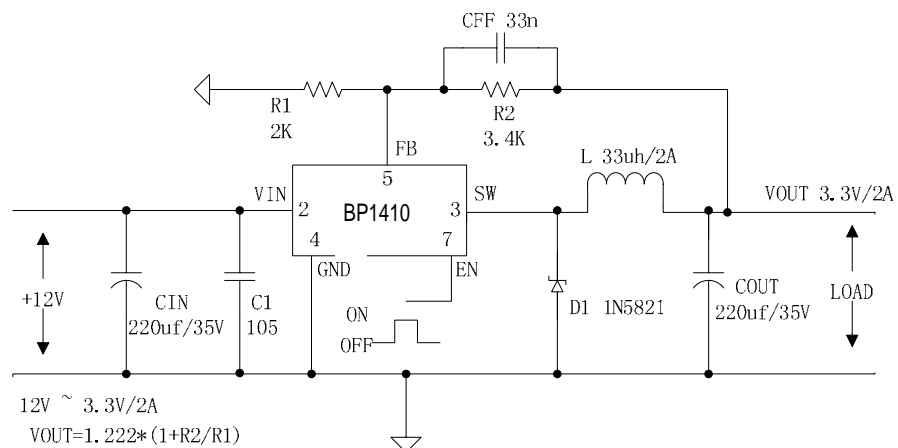 CFF 33n
R1
2K
R2
3.4K
FB
5
L 33uh/2A
VIN
SW
VOUT 3.3V/2A
2
BP1410
3
4
7
GND
EN
+12V
CIN
220uf/35V
C1
105
ON
OFF
D1 1N5821
COUT
220uf/35V
LOAD
12V ~ 3.3V/2A
VOUT=1.222*(1+R2/R1)